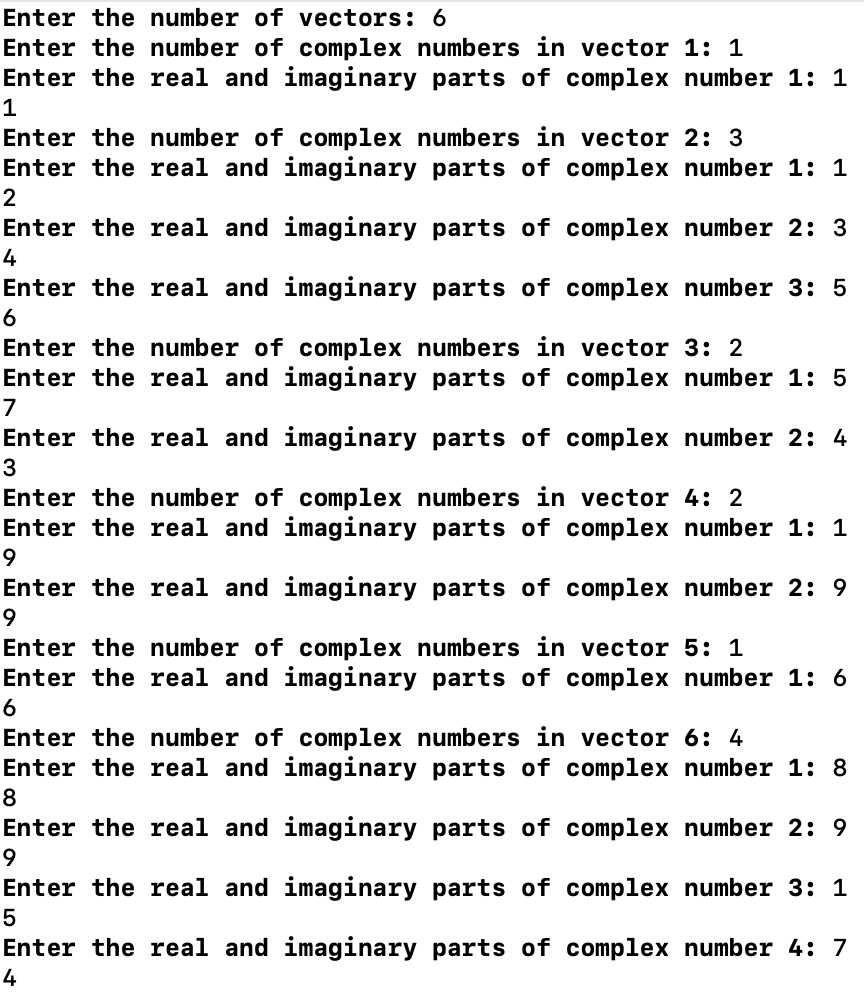 Enter the number of vectors: 6
Enter the number of complex numbers in vector 1: 1
Enter the real and imaginary parts of complex number 1: 1
1
Enter the number of complex numbers in vector 2: 3
Enter the real and imaginary parts of complex number 1: 1
2
Enter the real and imaginary parts of complex number 2: 3
4
Enter the real and imaginary parts of complex number 3: 5
6
Enter the number of complex numbers in vector 3: 2
Enter the real and imaginary parts of complex number 1: 5
7
Enter the real and imaginary parts of complex number 2: 4
3
Enter the number of complex numbers in vector 4: 2
Enter the real and imaginary parts of complex number 1: 1
9
Enter the real and imaginary parts of complex number 2: 9
9
Enter the number of complex numbers in vector 5: 1
Enter the real and imaginary parts of complex number 1: 6
6
Enter the number of complex numbers in vector 6: 4
Enter the real and imaginary parts of complex number 1: 8
8
Enter the real and imaginary parts of complex number 2: 9
9
Enter the real and imaginary parts of complex number 3: 1
5
Enter the real and imaginary parts of complex number 4: 7
4